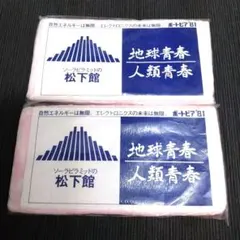 自然エネルギーは無限 エレクトロニクスの未来は無限 ポートピア'81
地球青春
人類青春
ソーラピラミッドの
松下館
自然エネルギーは無限 エレクトロニクスの未来は無限 ポートピア'81
地球青春
人類青春
ソーラピラミッドの
松下館